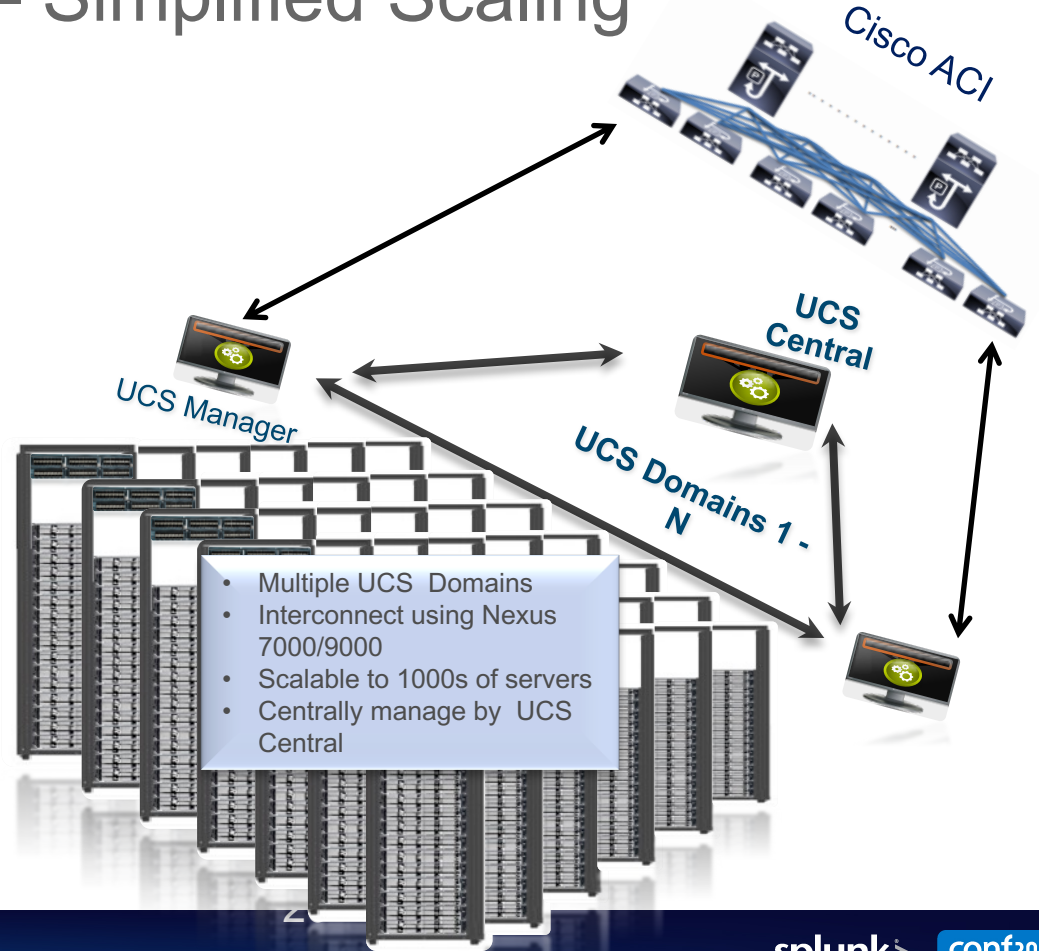 – Simplified Scaling
Cisco ACI
UCS
Central
UCS Manager
UCS Domains 1 -
N
• Multiple UCS  Domains
• Interconnect using Nexus
7000/9000
• Scalable to 1000s of servers
• Centrally manage by  UCS
Central
splunk>